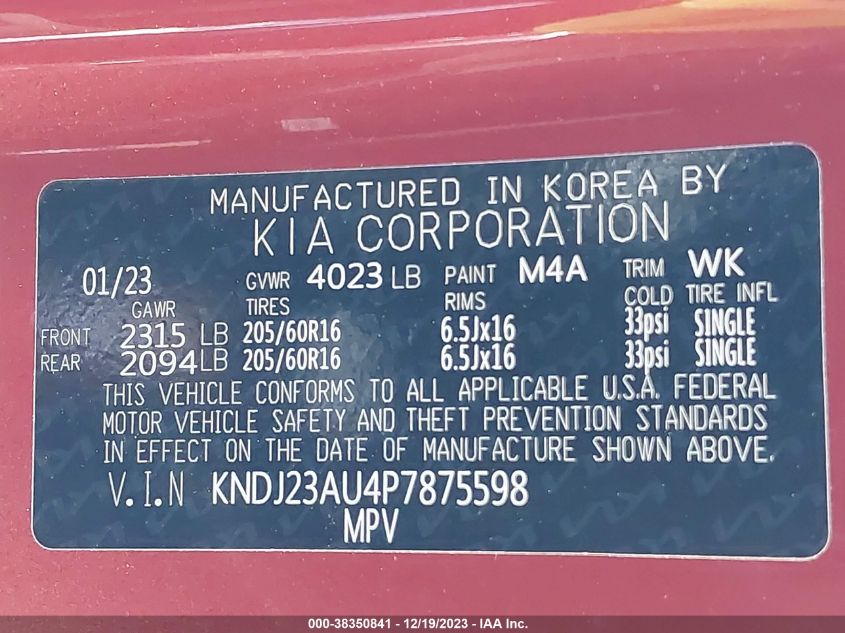 MANUFACTURED IN KOREA BY
KIA CORPORATION
01/23 GVWR 4023 LB PAINT M4A TRIM WK
GAWR TIRES RIMS COLD TIRE INFL
FRONT 2315 LB 205/60R16 6.5Jx16 33psi SINGLE
REAR 2094 LB 205/60R16 6.5Jx16 33psi SINGLE
THIS VEHICLE CONFORMS TO ALL APPLICABLE U.S.A. FEDERAL
MOTOR VEHICLE SAFETY AND THEFT PREVENTION STANDARDS
IN EFFECT ON THE DATE OF MANUFACTURE SHOWN ABOVE.
V.I.N KNDJ23AU4P7875598
MPV
000-38350841 - 12/19/2023 - IAA Inc.